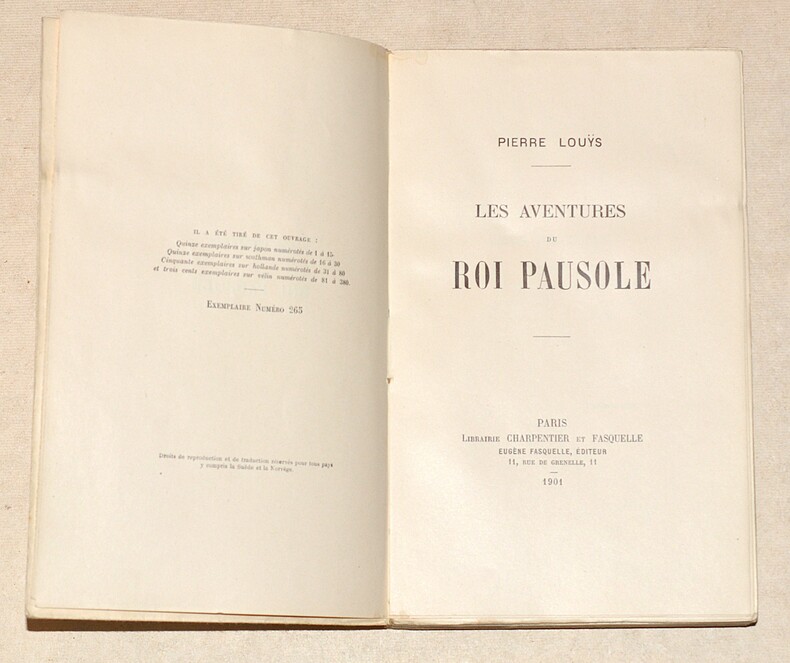 IL A ÉTÉ TIRÉ DE CET OUVRAGE :
Quinze exemplaires sur japon numérotés de 1 à 15.
Quinze exemplaires sur wathman numérotés de 16 à 30
Cinquante exemplaires sur hollande numérotés de 31 à 80
et trois cents exemplaires sur vélin numérotés de 81 à 380.
EXEMPLAIRE NUMÉRO 265
Droits de reproduction et de traduction réservés pour tous pays
y compris la Suède et la Norvège.
PIERRE LOUŸS
LES AVENTURES
DU
ROI PAUSOLE
PARIS
LIBRAIRIE CHARPENTIER ET FASQUELLE
EUGÈNE FASQUELLE, ÉDITEUR
11, RUE DE GRENELLE, 11
1901